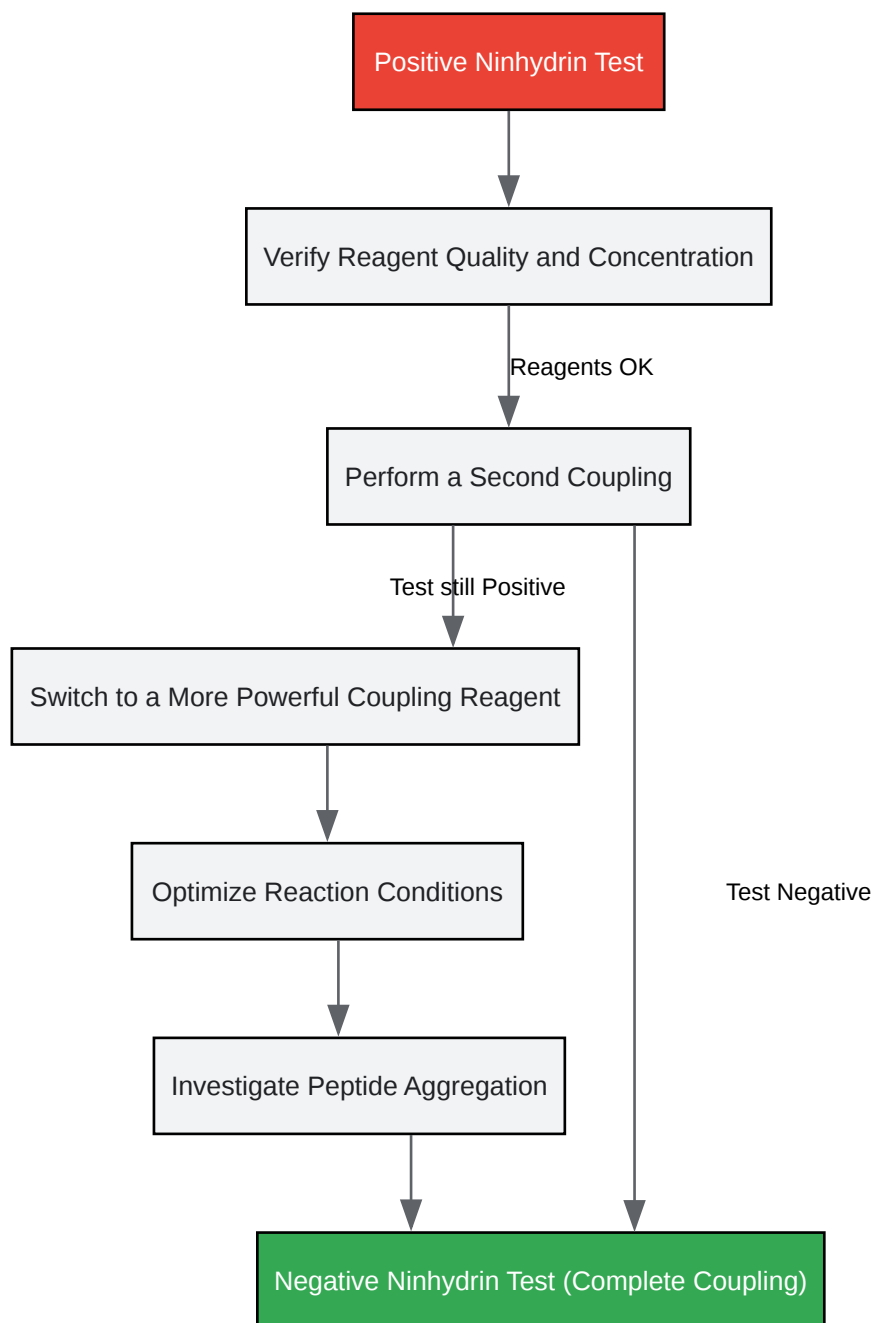 Positive Ninhydrin Test
Verify Reagent Quality and Concentration
Reagents OK
Perform a Second Coupling
Test still Positive
Switch to a More Powerful Coupling Reagent
Optimize Reaction Conditions
Test Negative
Investigate Peptide Aggregation
Negative Ninhydrin Test (Complete Coupling)